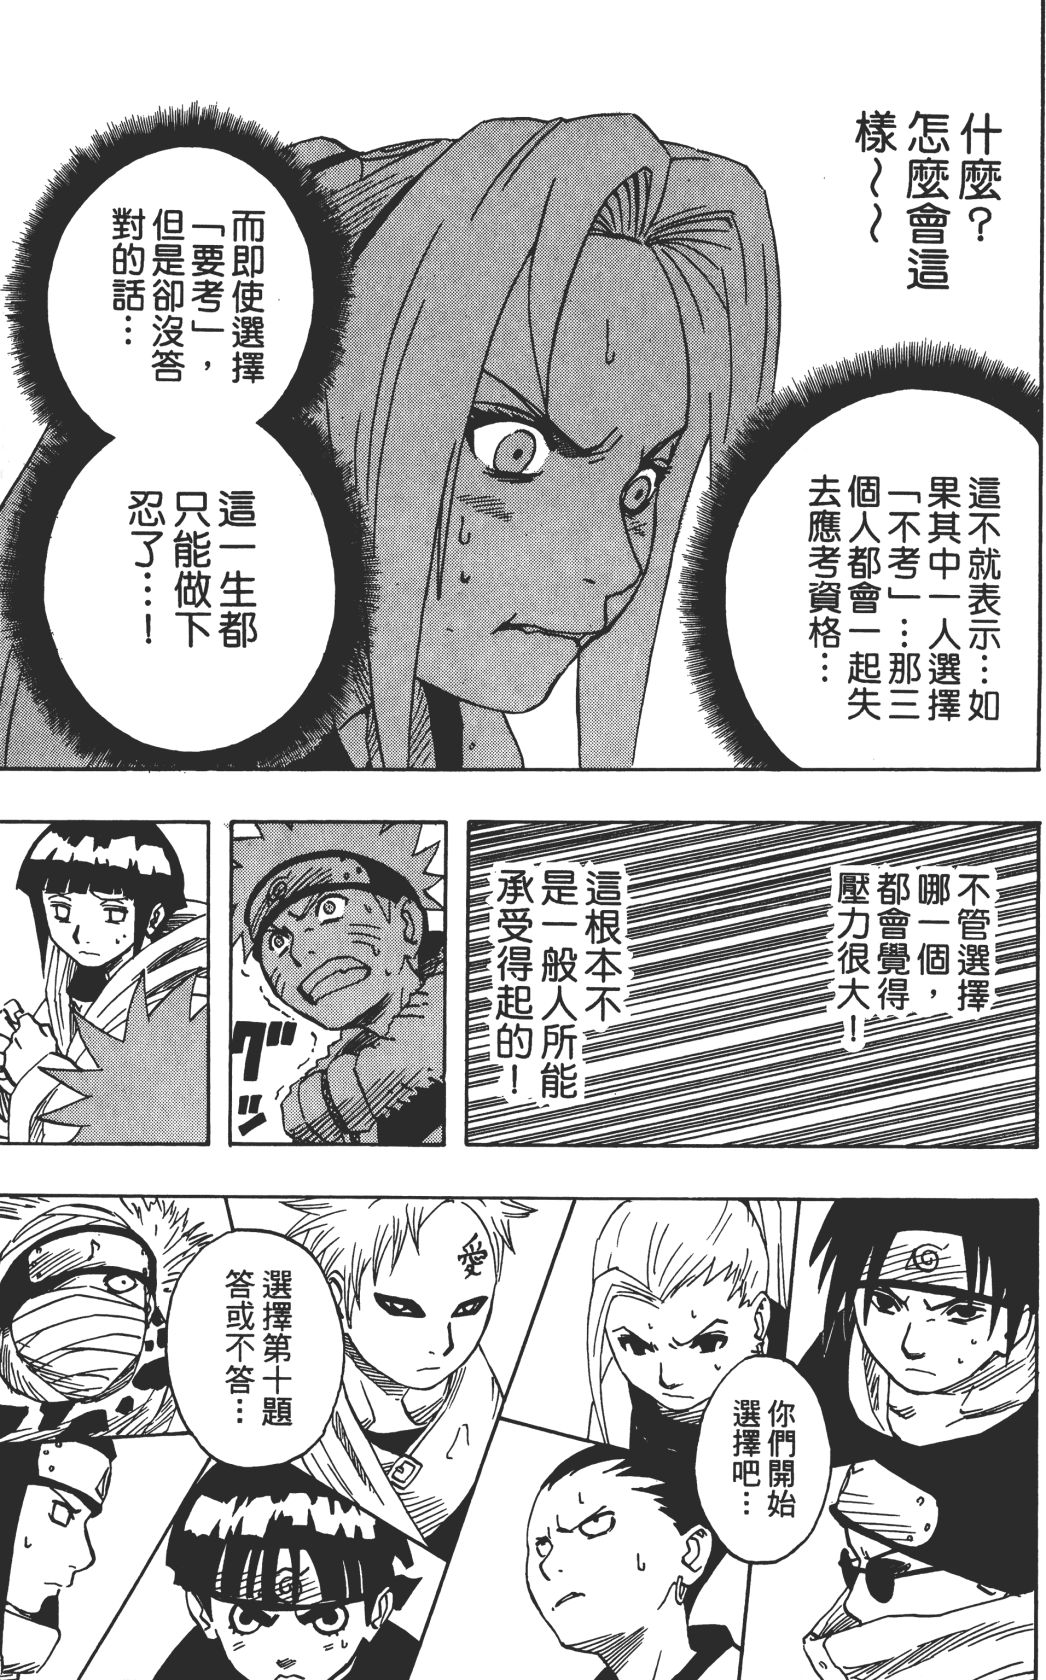 什麼?
怎麼會這
樣~~
這不就表示…如
果其中一人選擇
「不考」…那三
個人都會一起失
去應考資格…
而即使選擇
「要考」，
但是卻沒答
對的話…
這一生都
只能做下
忍了…!
不管選擇
哪一個，
都會覺得
壓力很大!
這根本不
是一般人所能
承受得起的!
グッ
你們開始
選擇吧…
愛
選擇第十題
答或不答…